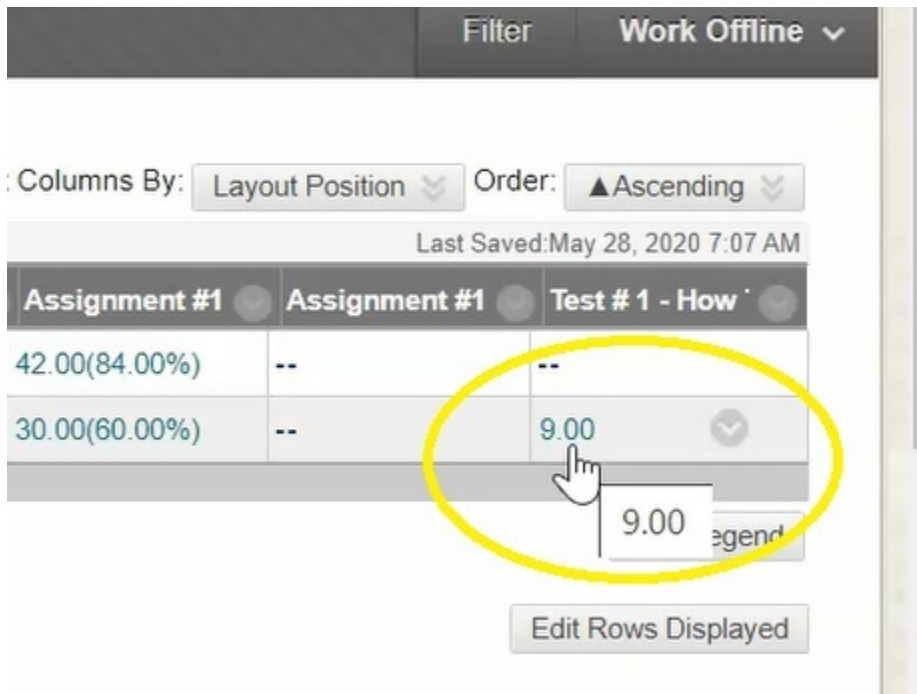 Filter Work Offline
Columns By: Layout Position Order: ▲Ascending
Last Saved:May 28, 2020 7:07 AM
Assignment #1 Assignment #1 Test # 1 - How
42.00(84.00%) -- --
30.00(60.00%) -- 9.00
9.00
Edit Rows Displayed